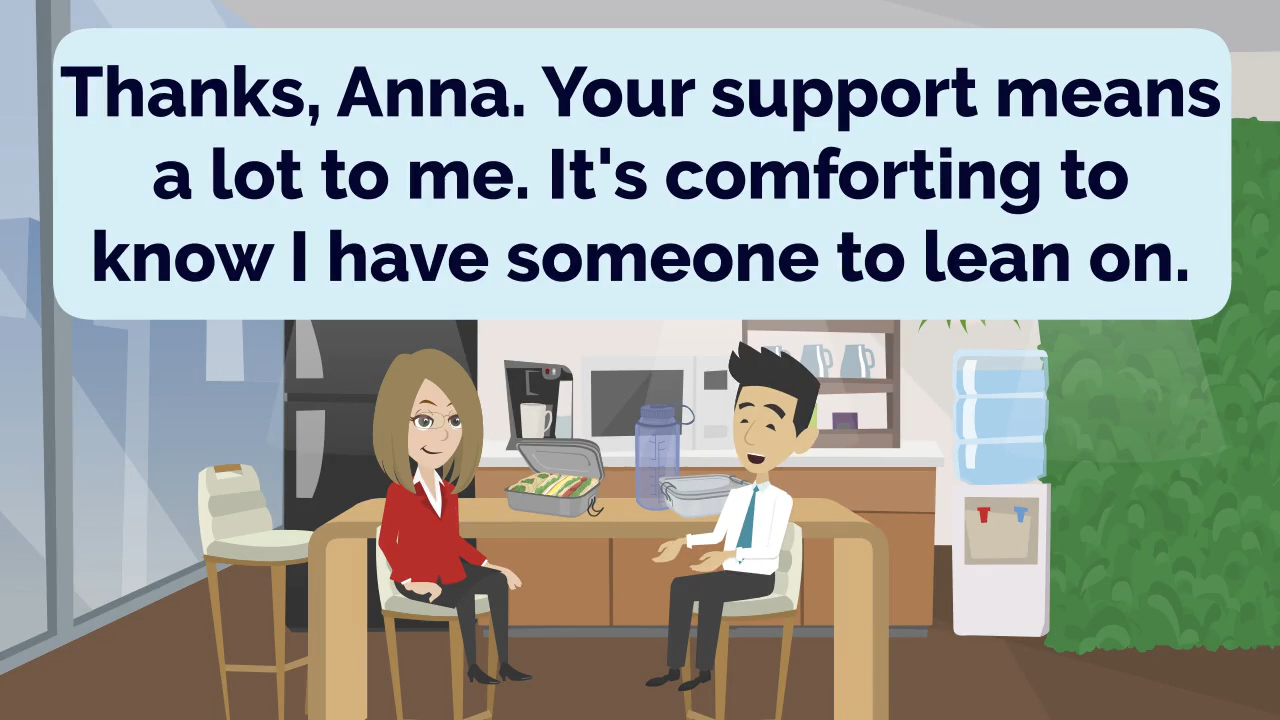 Thanks, Anna. Your support means
a lot to me. It's comforting to
know I have someone to lean on.